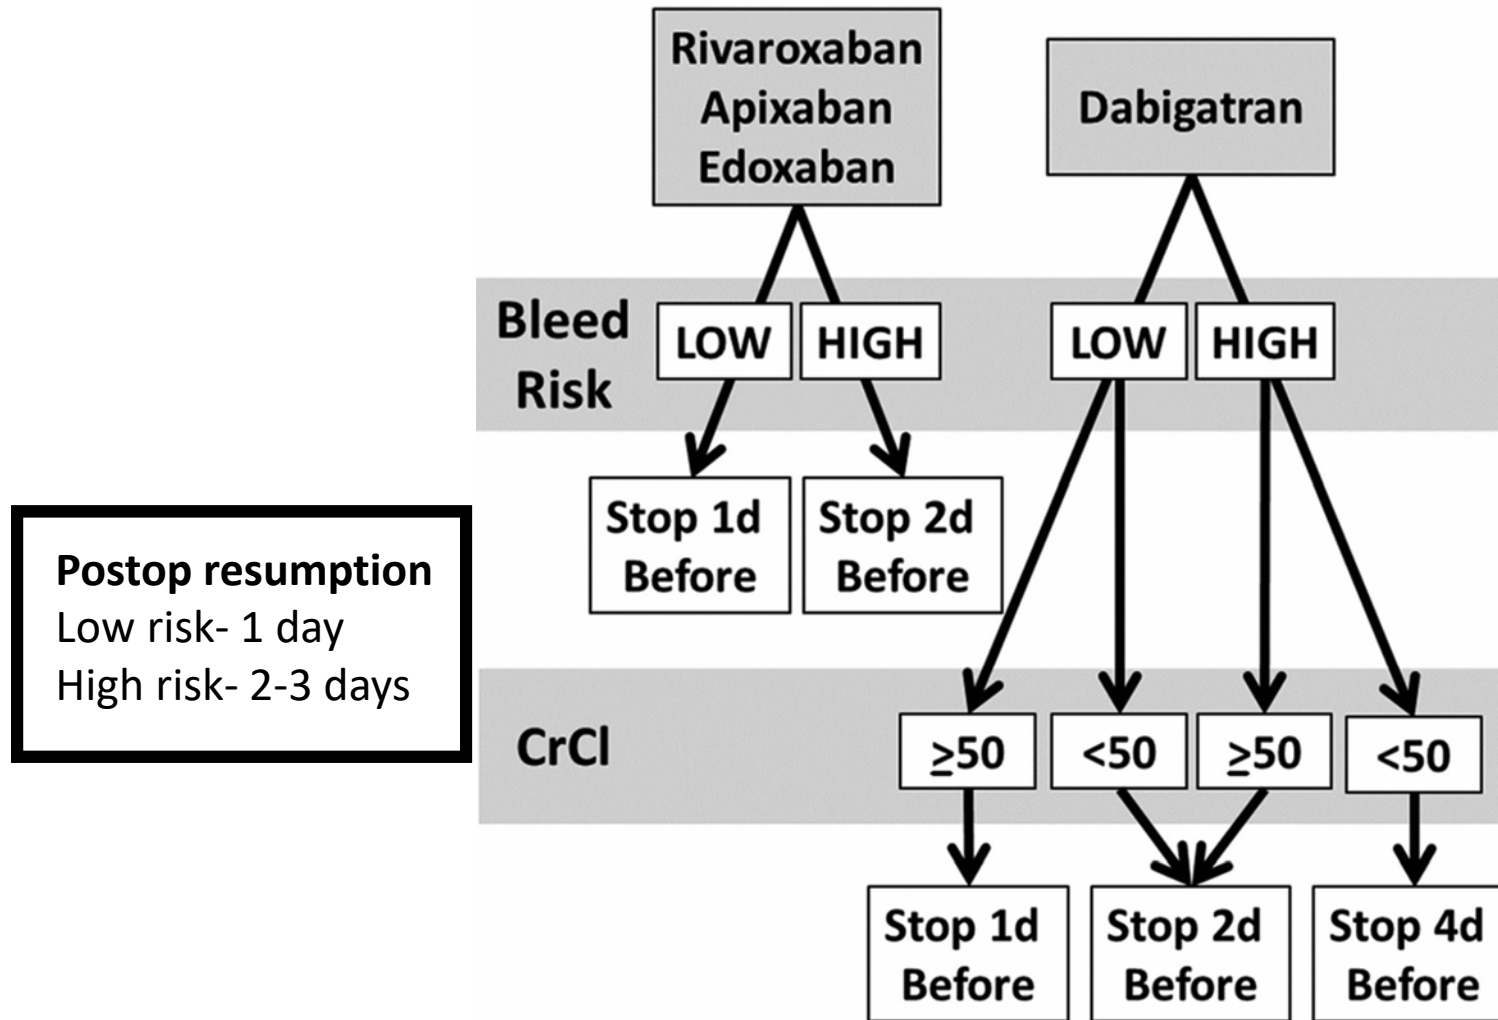 Rivaroxaban
Apixaban
Edoxaban
Dabigatran
Bleed
Risk
LOW
HIGH
LOW
HIGH
Stop 1d
Before
Stop 2d
Before
Postop resumption
Low risk- 1 day
High risk- 2-3 days
CrCl
≥50
<50
≥50
<50
Stop 1d
Before
Stop 2d
Before
Stop 4d
Before